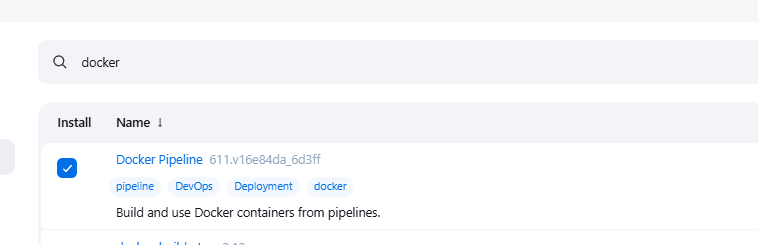 docker
Install Name ↓
Docker Pipeline 611.v16e84da_6d3ff
pipeline DevOps Deployment docker
Build and use Docker containers from pipelines.